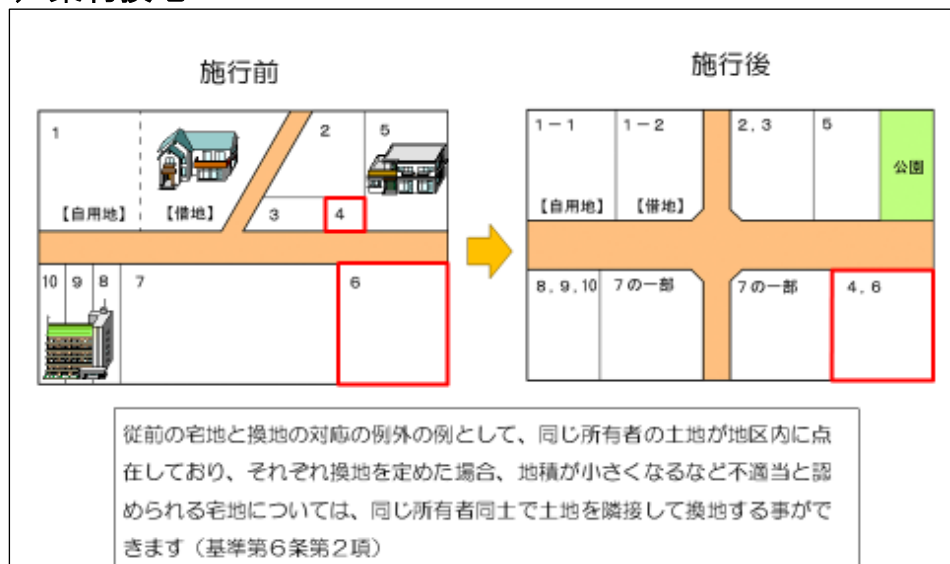 施行前
施行後
1
2
5
【自用地】
【借地】
3
4
10
9
8
7
6
1－1
1－2
2，3
5
公園
【自用地】
【借地】
8，9，10
7の一部
7の一部
4，6
従前の宅地と換地の対応の例外の例として、同じ所有者の土地が地区内に点
在しており、それぞれ換地を定めた場合、地積が小さくなるなど不適当と認
められる宅地については、同じ所有者同士で土地を隣接して換地する事がで
きます（基準第６条第２項）